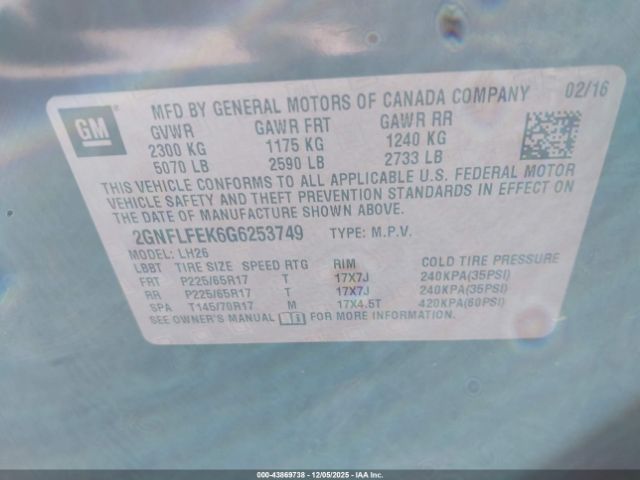 GM
MFD BY GENERAL MOTORS OF CANADA COMPANY 02/16
GVWR GAWR FRT GAWR RR
2300 KG 1175 KG 1240 KG
5070 LB 2590 LB 2733 LB
THIS VEHICLE CONFORMS TO ALL APPLICABLE U.S. FEDERAL MOTOR
VEHICLE SAFETY AND THEFT PREVENTION STANDARDS IN EFFECT ON
THE DATE OF MANUFACTURE SHOWN ABOVE.
2GNFLFEK6G6253749 TYPE: M.P.V.
MODEL: LH26
LBBT TIRE SIZE SPEED RTG RIM COLD TIRE PRESSURE
FRT P225/65R17 T 17X7J 240KPA(35PSI)
RR P225/65R17 T 17X7J 240KPA(35PSI)
SPA T145/70R17 M 17X4.5T 420KPA(60PSI)
SEE OWNER'S MANUAL FOR MORE INFORMATION.
000-43869738 - 12/05/2025 - IAA Inc.